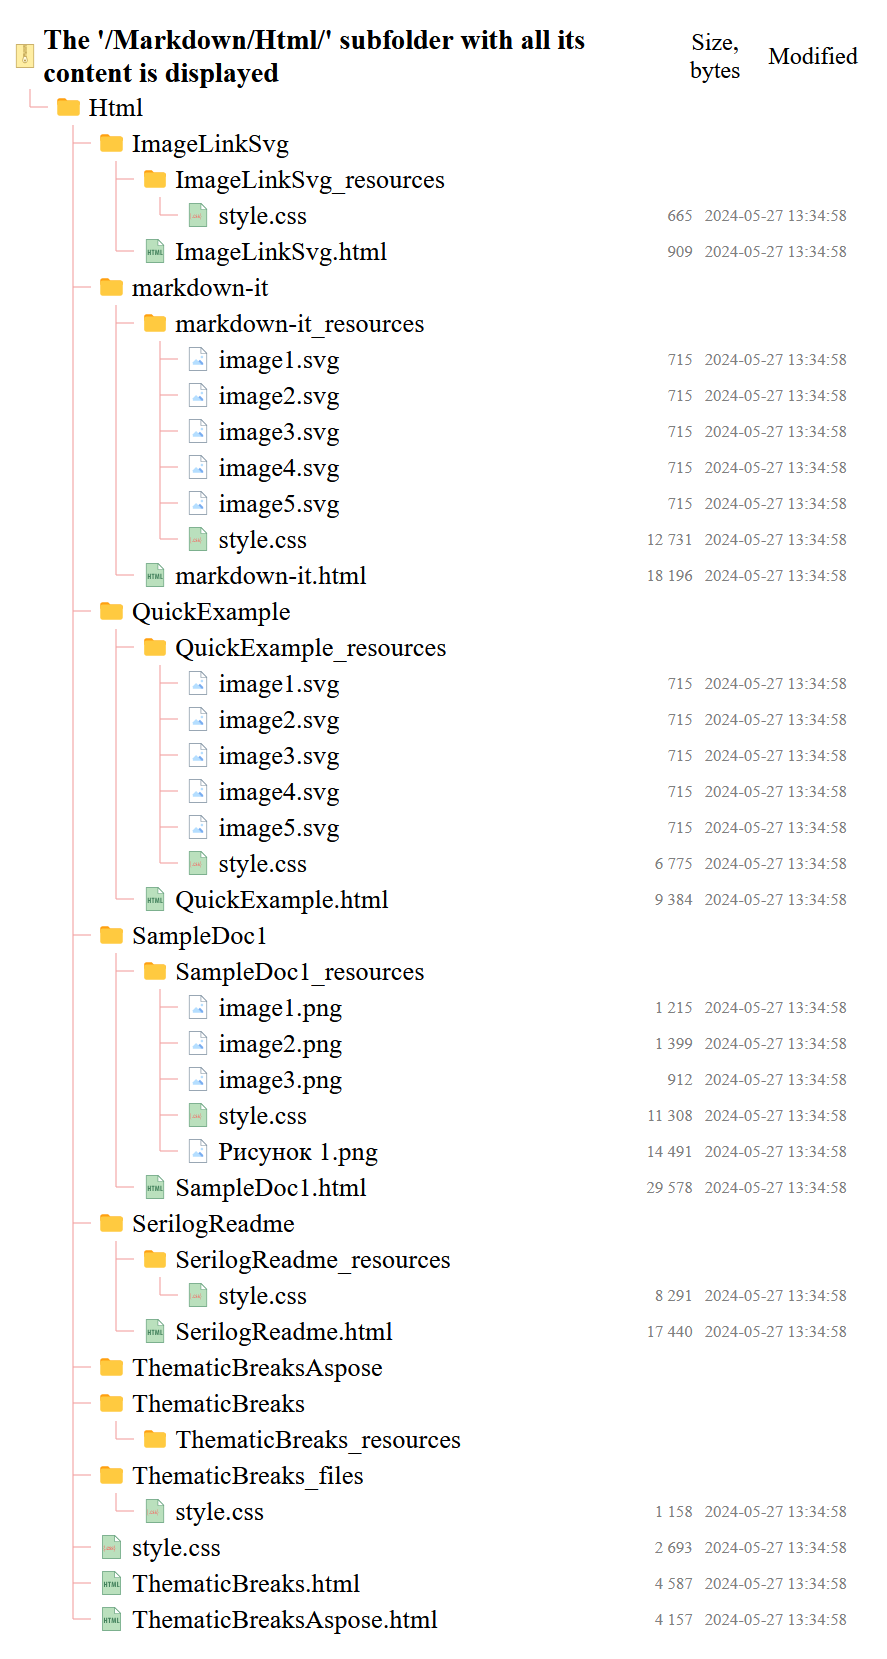 The '/Markdown/Html/' subfolder with all its content is displayed Size, bytes Modified
Html
ImageLinkSvg
ImageLinkSvg_resources
style.css 665 2024-05-27 13:34:58
ImageLinkSvg.html 909 2024-05-27 13:34:58
markdown-it
markdown-it_resources
image1.svg 715 2024-05-27 13:34:58
image2.svg 715 2024-05-27 13:34:58
image3.svg 715 2024-05-27 13:34:58
image4.svg 715 2024-05-27 13:34:58
image5.svg 715 2024-05-27 13:34:58
style.css 12 731 2024-05-27 13:34:58
markdown-it.html 18 196 2024-05-27 13:34:58
QuickExample
QuickExample_resources
image1.svg 715 2024-05-27 13:34:58
image2.svg 715 2024-05-27 13:34:58
image3.svg 715 2024-05-27 13:34:58
image4.svg 715 2024-05-27 13:34:58
image5.svg 715 2024-05-27 13:34:58
style.css 6 775 2024-05-27 13:34:58
QuickExample.html 9 384 2024-05-27 13:34:58
SampleDoc1
SampleDoc1_resources
image1.png 1 215 2024-05-27 13:34:58
image2.png 1 399 2024-05-27 13:34:58
image3.png 912 2024-05-27 13:34:58
style.css 11 308 2024-05-27 13:34:58
Рисунок 1.png 14 491 2024-05-27 13:34:58
SampleDoc1.html 29 578 2024-05-27 13:34:58
SerilogReadme
SerilogReadme_resources
style.css 8 291 2024-05-27 13:34:58
SerilogReadme.html 17 440 2024-05-27 13:34:58
ThematicBreaksAspose
ThematicBreaks
ThematicBreaks_resources
ThematicBreaks_files
style.css 1 158 2024-05-27 13:34:58
style.css 2 693 2024-05-27 13:34:58
ThematicBreaks.html 4 587 2024-05-27 13:34:58
ThematicBreaksAspose.html 4 157 2024-05-27 13:34:58